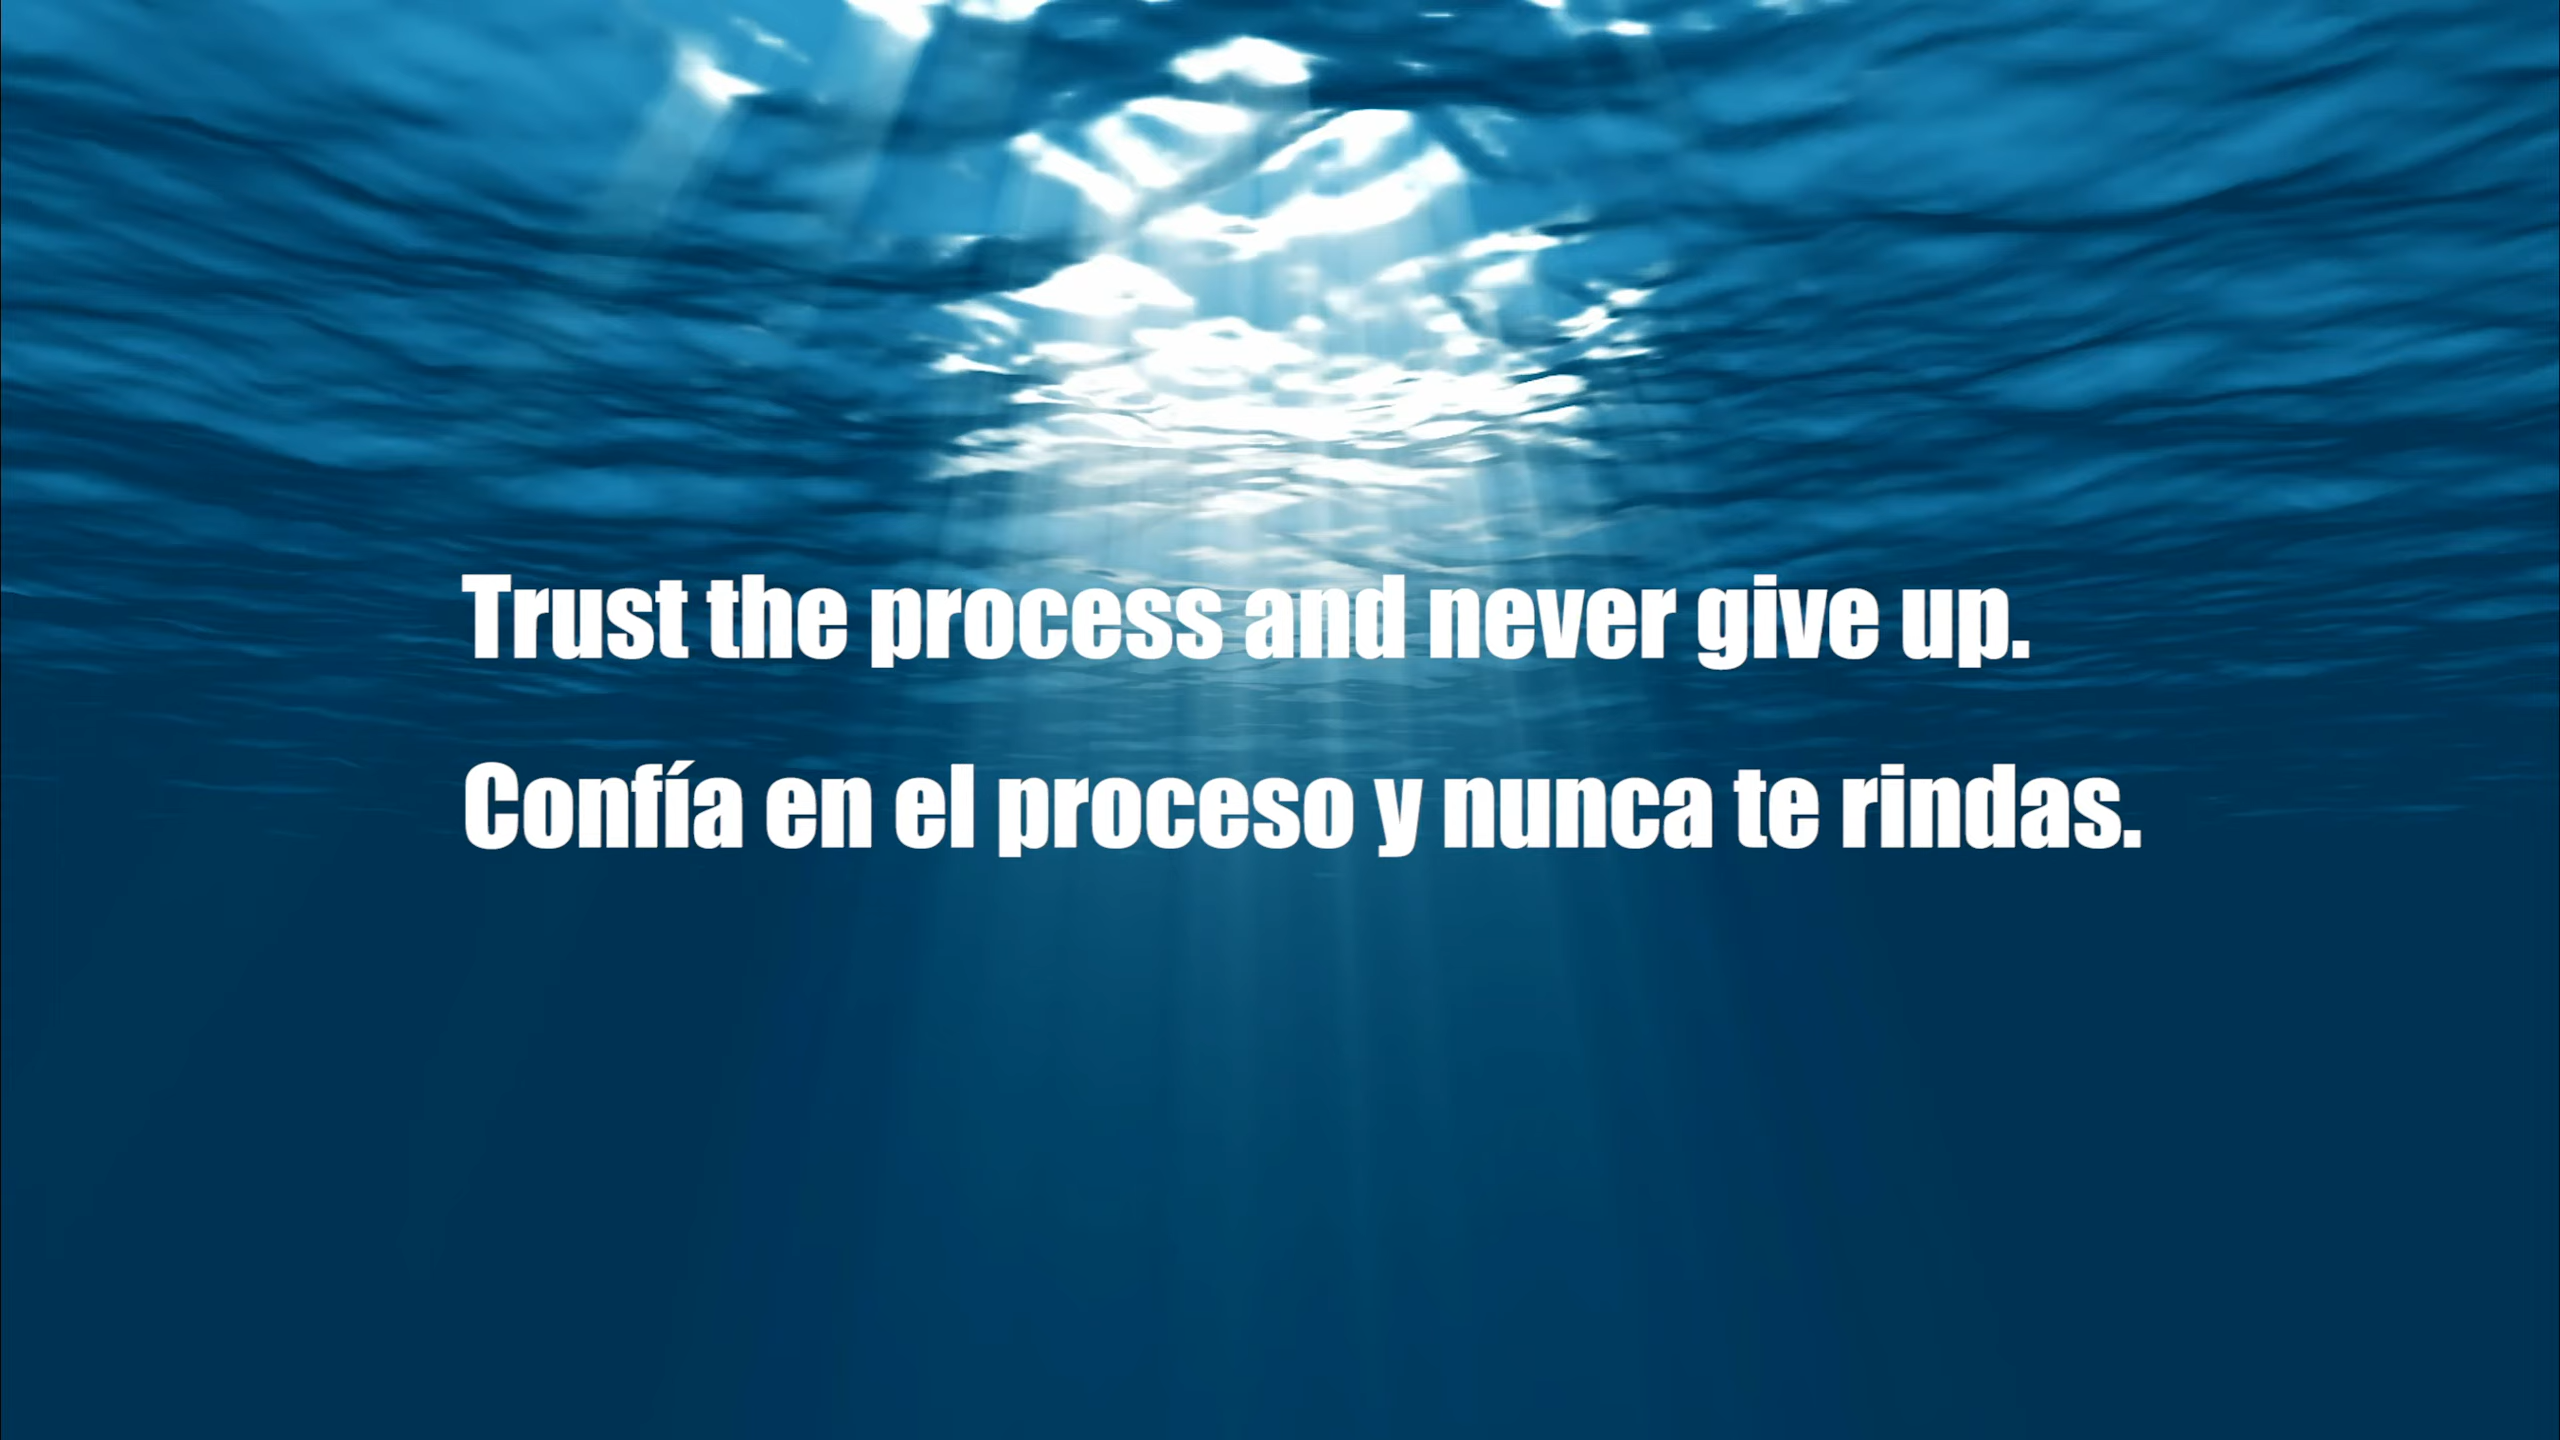 Trust the process and never give up.
Confía en el proceso y nunca te rindas.